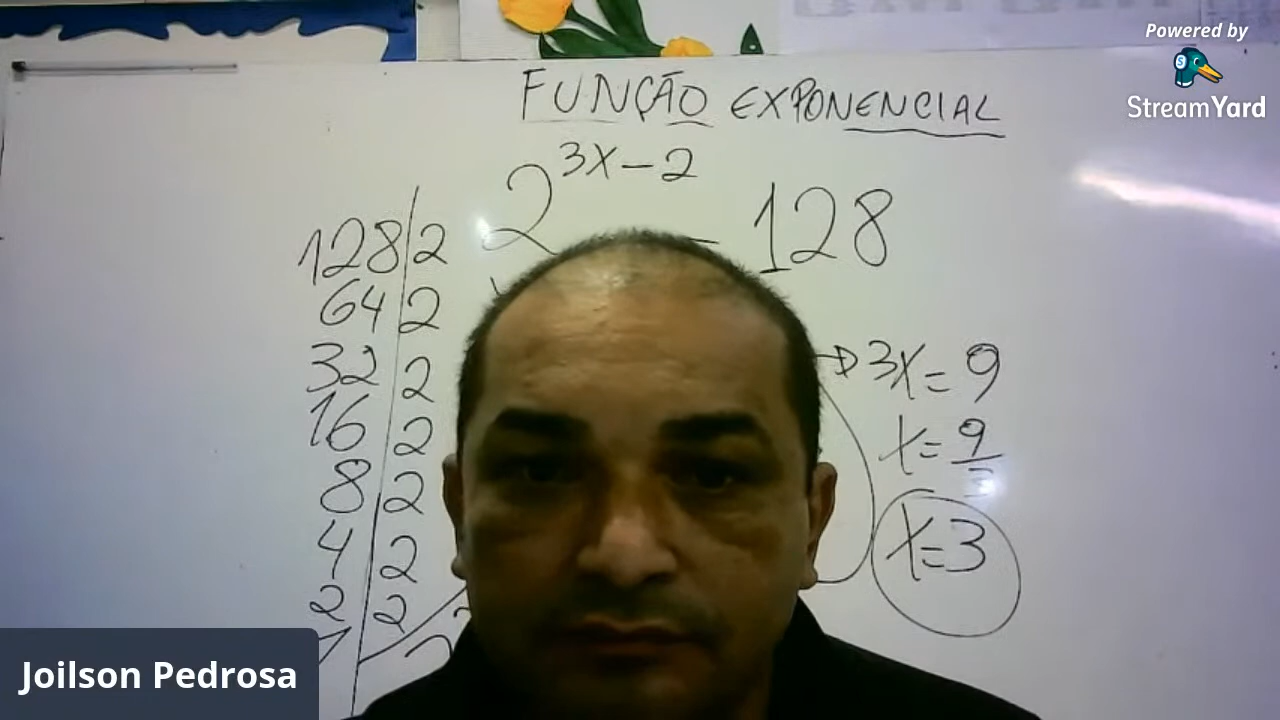 Powered by
StreamYard
FUNÇÃO EXPONENCIAL
2^{3X-2} = 128
128 | 2
64 | 2
32 | 2
16 | 2
8 | 2
4 | 2
2 | 2
1
3X = 9
X = 9
X = 3
Joilson Pedrosa